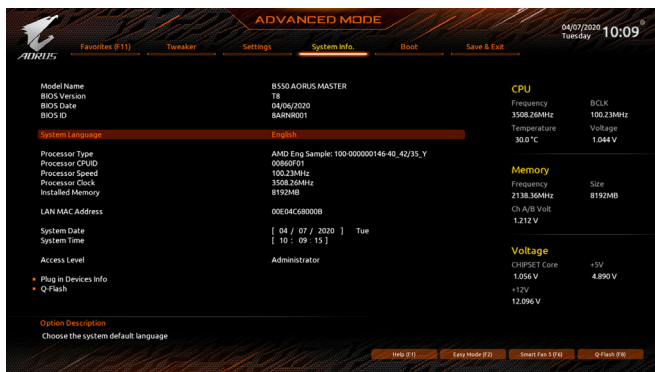 ADVANCED MODE
04/07/2020 Tuesday 10:09
AORUS
Favorites (F11) Tweaker Settings System Info. Boot Save & Exit
Model Name B550 AORUS MASTER
BIOS Version T8
BIOS Date 04/06/2020
BIOS ID 8ARNR001
System Language English
Processor Type AMD Eng Sample: 100-000000146-40_42/35_Y
Processor CPUID 00860F01
Processor Speed 100.23MHz
Processor Clock 3508.26MHz
Installed Memory 8192MB
LAN MAC Address 00E04C68000B
System Date [ 04 / 07 / 2020 ] Tue
System Time [ 10 : 09 : 15 ]
Access Level Administrator
Plug in Devices Info
Q-Flash
Option Description
Choose the system default language
CPU
Frequency BCLK
3508.26MHz 100.23MHz
Temperature Voltage
30.0 °C 1.044 V
Memory
Frequency Size
2138.36MHz 8192MB
Ch A/B Volt
1.212 V
Voltage
CHIPSET Core +5V
1.056 V 4.890 V
+12V
12.096 V
Help (F1) Easy Mode (F2) Smart Fan 5 (F6) Q-Flash (F8)